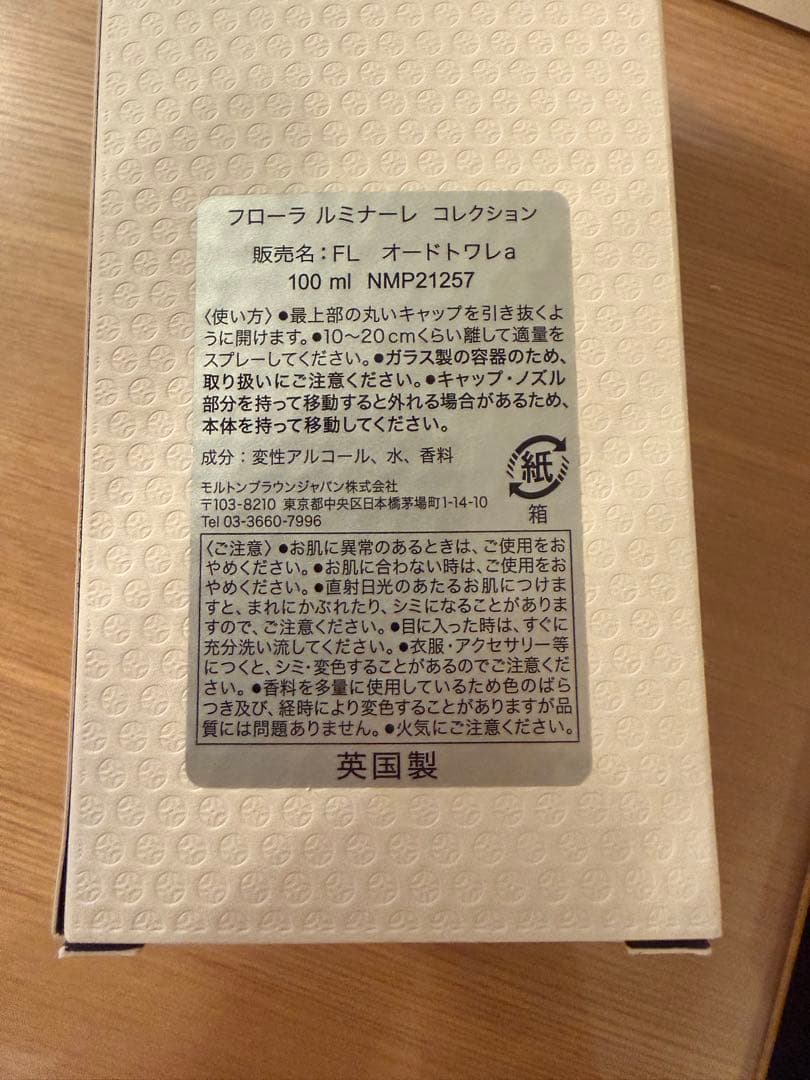 フローラ ルミナーレ コレクション
販売名:FL オードトワレa
100 ml NMP21257
〈使い方〉●最上部の丸いキャップを引き抜くよ
うに開けます。●10〜20cmくらい離して適量を
スプレーしてください。●ガラス製の容器のため、
取り扱いにご注意ください。●キャップ・ノズル
部分を持って移動すると外れる場合があるため、
本体を持って移動してください。
成分:変性アルコール、水、香料
モルトンブラウンジャパン株式会社
〒103-8210 東京都中央区日本橋茅場町1-14-10
Tel 03-3660-7996
紙
箱
〈ご注意〉●お肌に異常のあるときは、ご使用をお
やめください。●お肌に合わない時は、ご使用をお
やめください。●直射日光のあたるお肌につけま
すと、まれにかぶれたり、シミになることがありま
すので、ご注意ください。●目に入った時は、すぐに
充分洗い流してください。●衣服・アクセサリー等
につくと、シミ・変色することがあるのでご注意くだ
さい。●香料を多量に使用しているため色のばら
つき及び、経時により変色することがありますが品
質には問題ありません。●火気にご注意ください。
英国製